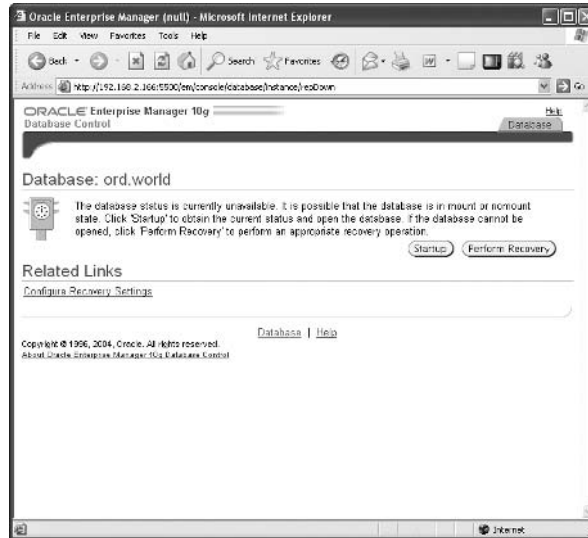 Oracle Enterprise Manager (null) - Microsoft Internet Explorer
File Edit View Favorites Tools Help
Back Search Favorites
Address http://192.168.2.166:5500/em/console/database/instance/repDown Go
ORACLE Enterprise Manager 10g Help
Database Control Database
Database: ord.world
The database status is currently unavailable. It is possible that the database is in mount or nomount
state. Click 'Startup' to obtain the current status and open the database. If the database cannot be
opened, click 'Perform Recovery' to perform an appropriate recovery operation.
Startup Perform Recovery
Related Links
Configure Recovery Settings
Database | Help
Copyright © 1996, 2004, Oracle. All rights reserved.
About Oracle Enterprise Manager 10g Database Control
Internet